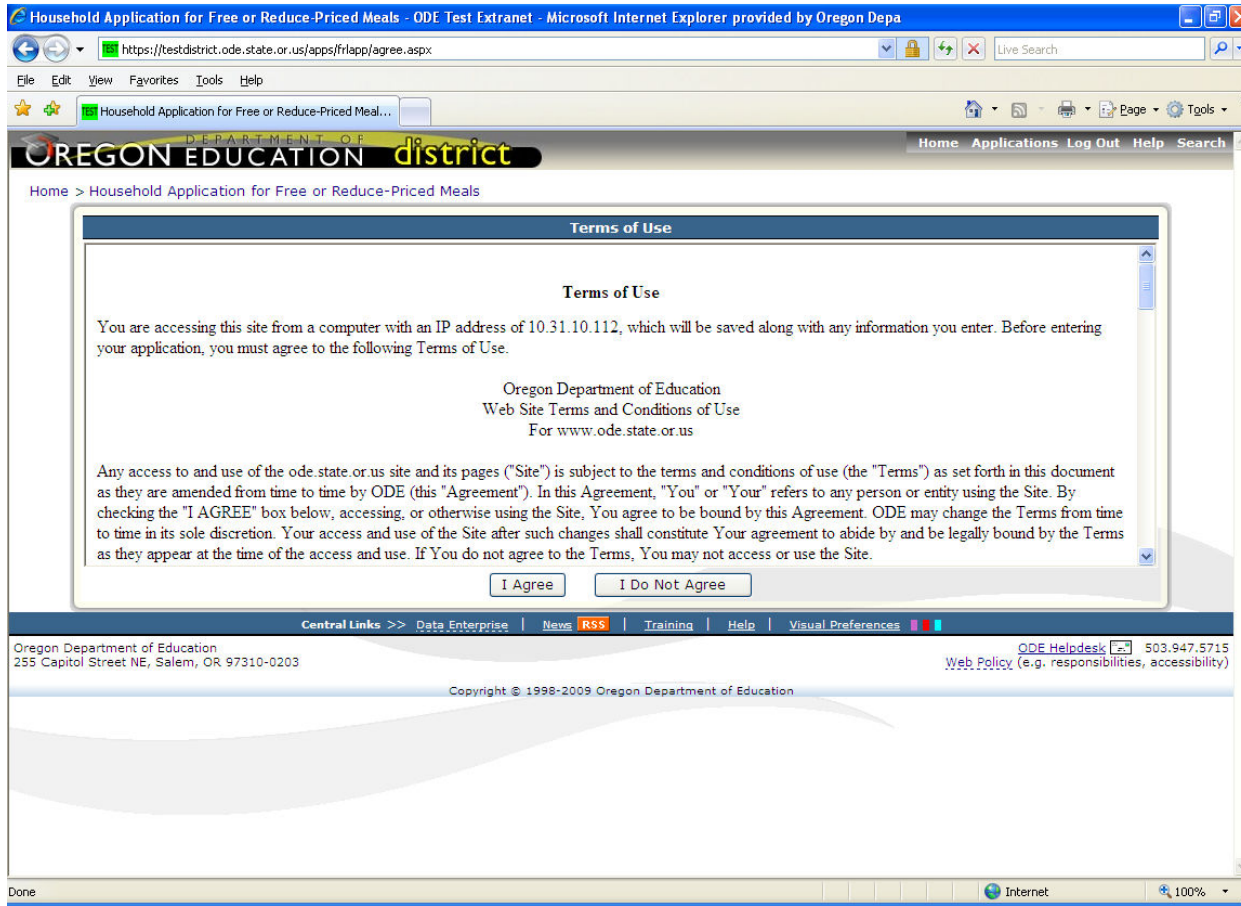 Household Application for Free or Reduce-Priced Meals - ODE Test Extranet - Microsoft Internet Explorer provided by Oregon Depa
TEST https://testdistrict.ode.state.or.us/apps/frlapp/agree.aspx
Live Search
File Edit View Favorites Tools Help
TEST Household Application for Free or Reduce-Priced Meal...
Page Tools
DEPARTMENT OF
OREGON EDUCATION district
Home Applications Log Out Help Search
Home > Household Application for Free or Reduce-Priced Meals
Terms of Use
Terms of Use
You are accessing this site from a computer with an IP address of 10.31.10.112, which will be saved along with any information you enter. Before entering
your application, you must agree to the following Terms of Use.
Oregon Department of Education
Web Site Terms and Conditions of Use
For www.ode.state.or.us
Any access to and use of the ode.state.or.us site and its pages ("Site") is subject to the terms and conditions of use (the "Terms") as set forth in this document
as they are amended from time to time by ODE (this "Agreement"). In this Agreement, "You" or "Your" refers to any person or entity using the Site. By
checking the "I AGREE" box below, accessing, or otherwise using the Site, You agree to be bound by this Agreement. ODE may change the Terms from time
to time in its sole discretion. Your access and use of the Site after such changes shall constitute Your agreement to abide by and be legally bound by the Terms
as they appear at the time of the access and use. If You do not agree to the Terms, You may not access or use the Site.
I Agree I Do Not Agree
Central Links >> Data Enterprise | News RSS | Training | Help | Visual Preferences
Oregon Department of Education
255 Capitol Street NE, Salem, OR 97310-0203
ODE Helpdesk 503.947.5715
Web Policy (e.g. responsibilities, accessibility)
Copyright © 1998-2009 Oregon Department of Education
Done
Internet
100%